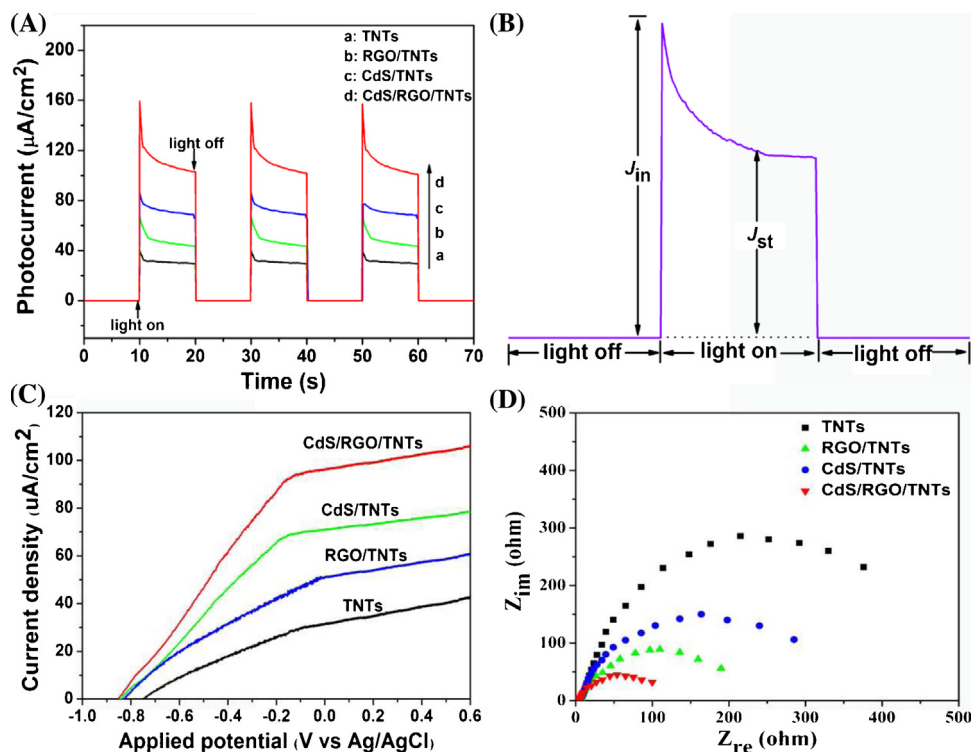 (A)
a: TNTs
b: RGO/TNTs
c: CdS/TNTs
d: CdS/RGO/TNTs
200
160
120
80
40
0
Photocurrent (μA/cm²)
light off
light on
d
c
b
a
0 10 20 30 40 50 60 70
Time (s)
(B)
Jin
Jst
light off
light on
light off
(C)
120
100
80
60
40
20
0
Current density (uA/cm²)
CdS/RGO/TNTs
CdS/TNTs
RGO/TNTs
TNTs
-1.0 -0.8 -0.6 -0.4 -0.2 0.0 0.2 0.4 0.6
Applied potential (V vs Ag/AgCl)
(D)
500
400
300
200
100
0
Zim (ohm)
TNTs
RGO/TNTs
CdS/TNTs
CdS/RGO/TNTs
0 100 200 300 400 500
Zre (ohm)